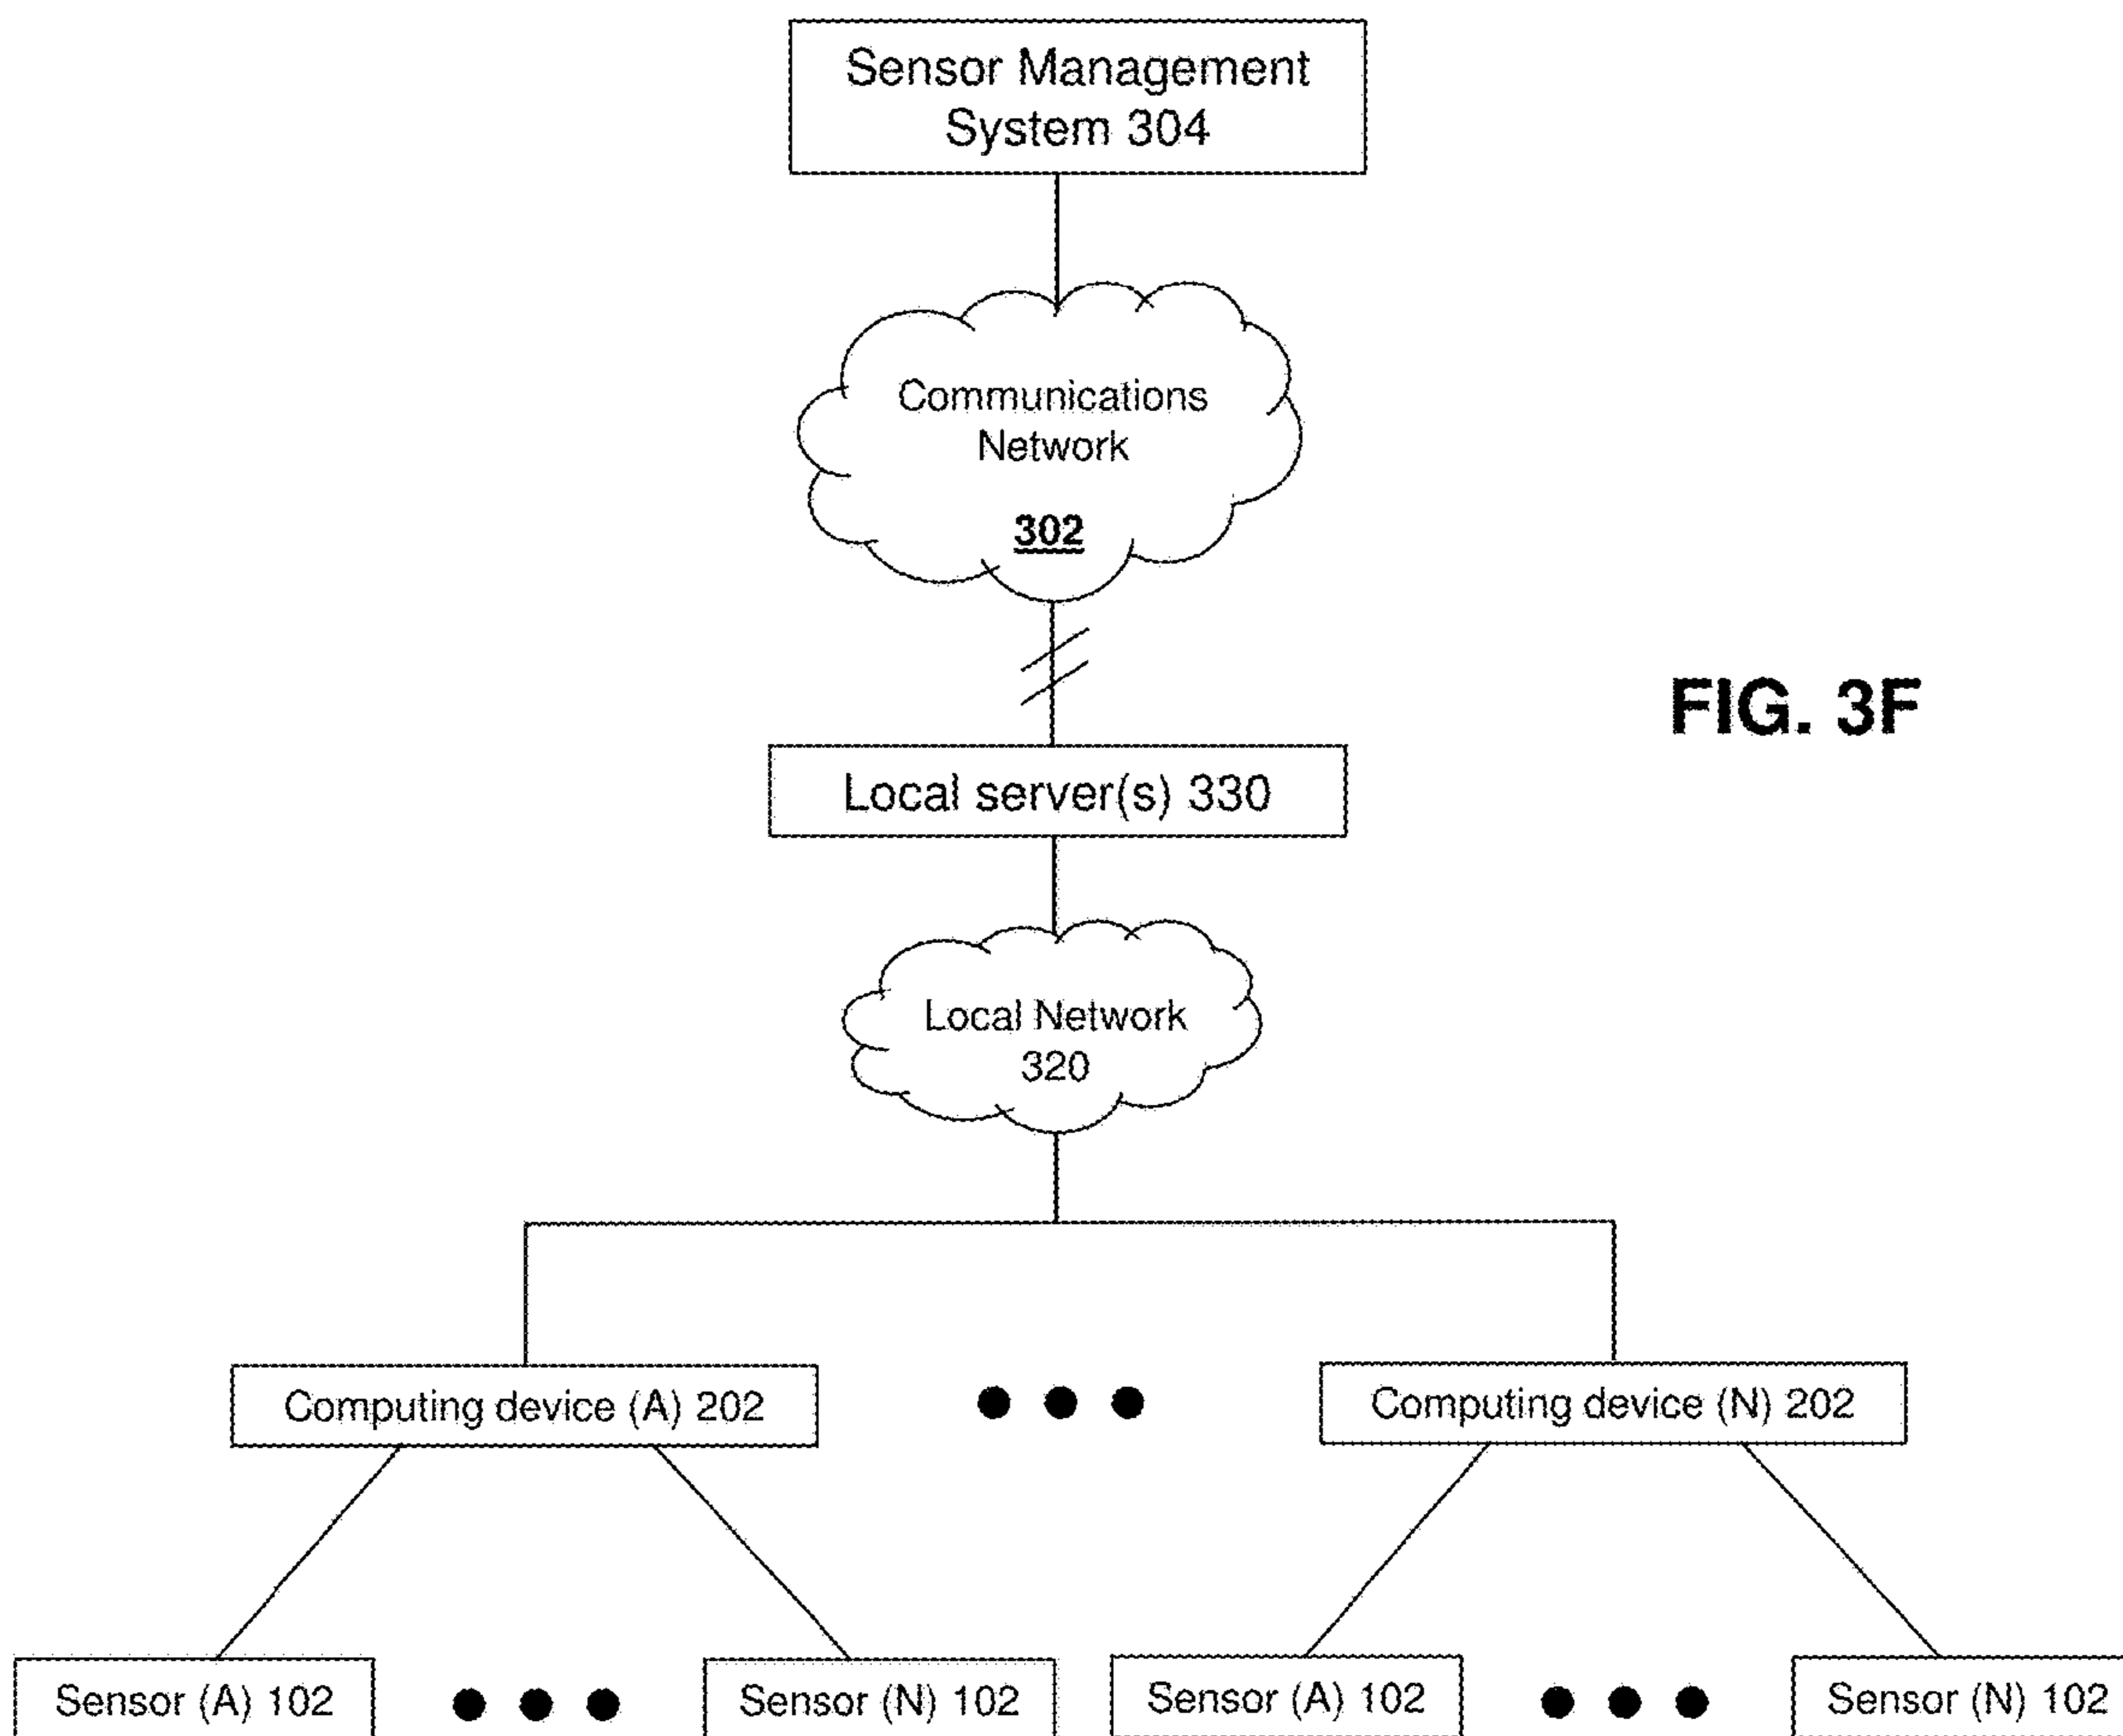 Sensor Management
System 304
Communications
Network
302
FIG. 3F
Local server(s) 330
Local Network
320
Computing device (A) 202
Computing device (N) 202
Sensor (A) 102
Sensor (N) 102
Sensor (A) 102
Sensor (N) 102